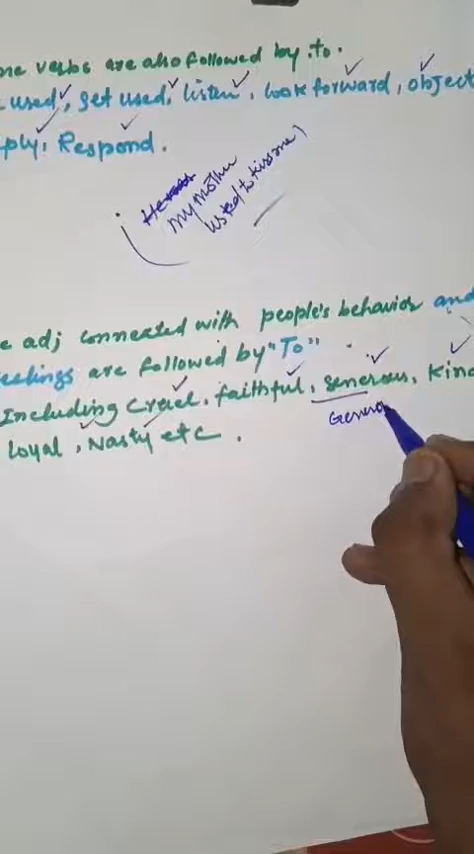 me verbs are also followed by to.
used, get used, listen, look forward, object
ply, Respond.
my mother
used to kiss me
e adj connected with people's behavior and
eelings are followed by "To".
Including Cruel, faithful, generous, Kind
Genero
loyal, Nasty etc.